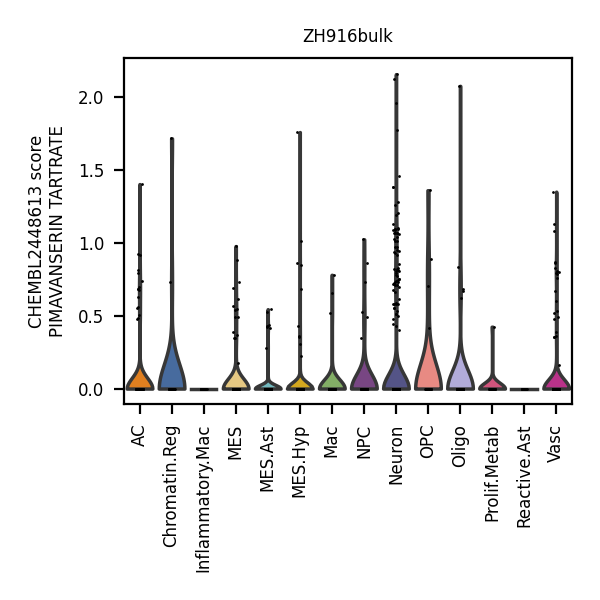 ZH916bulk
CHEMBL2448613 score
PIMAVANSERIN TARTRATE
2.0
1.5
1.0
0.5
0.0
AC
Chromatin.Reg
Inflammatory.Mac
MES
MES.Ast
MES.Hyp
Mac
NPC
Neuron
OPC
Oligo
Prolif.Metab
Reactive.Ast
Vasc